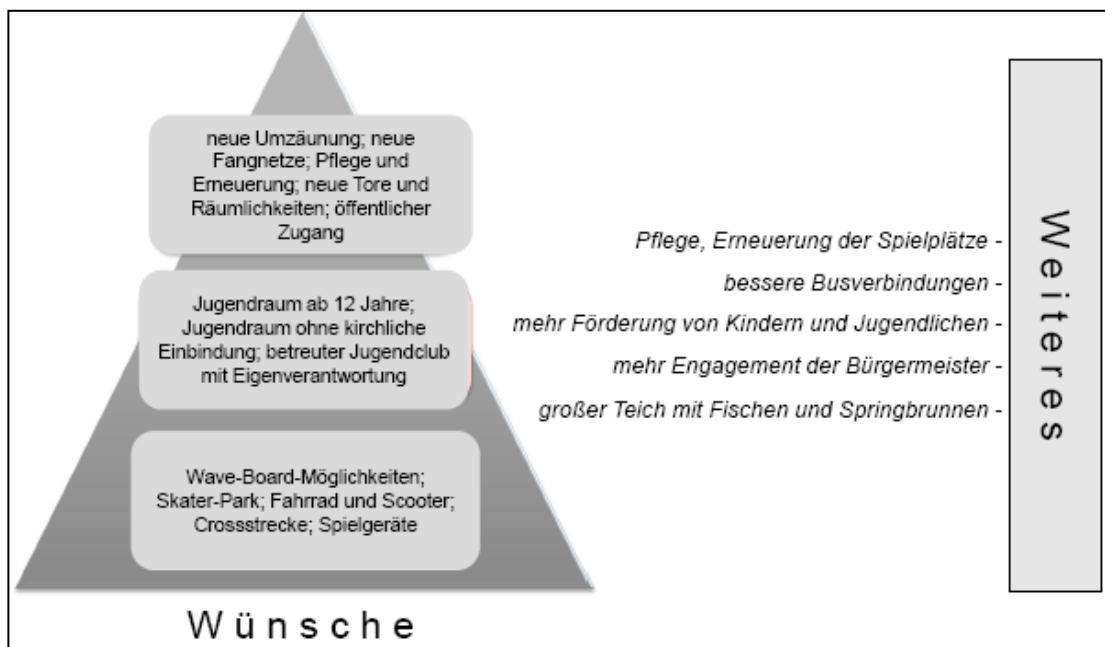 neue Umzäunung; neue
Fangnetze; Pflege und
Erneuerung; neue Tore und
Räumlichkeiten; öffentlicher
Zugang
Jugendraum ab 12 Jahre;
Jugendraum ohne kirchliche
Einbindung; betreuter Jugendclub
mit Eigenverantwortung
Wave-Board-Möglichkeiten;
Skater-Park; Fahrrad und Scooter;
Crossstrecke; Spielgeräte
Wünsche
Pflege, Erneuerung der Spielplätze -
bessere Busverbindungen -
mehr Förderung von Kindern und Jugendlichen -
mehr Engagement der Bürgermeister -
großer Teich mit Fischen und Springbrunnen -
Weiteres